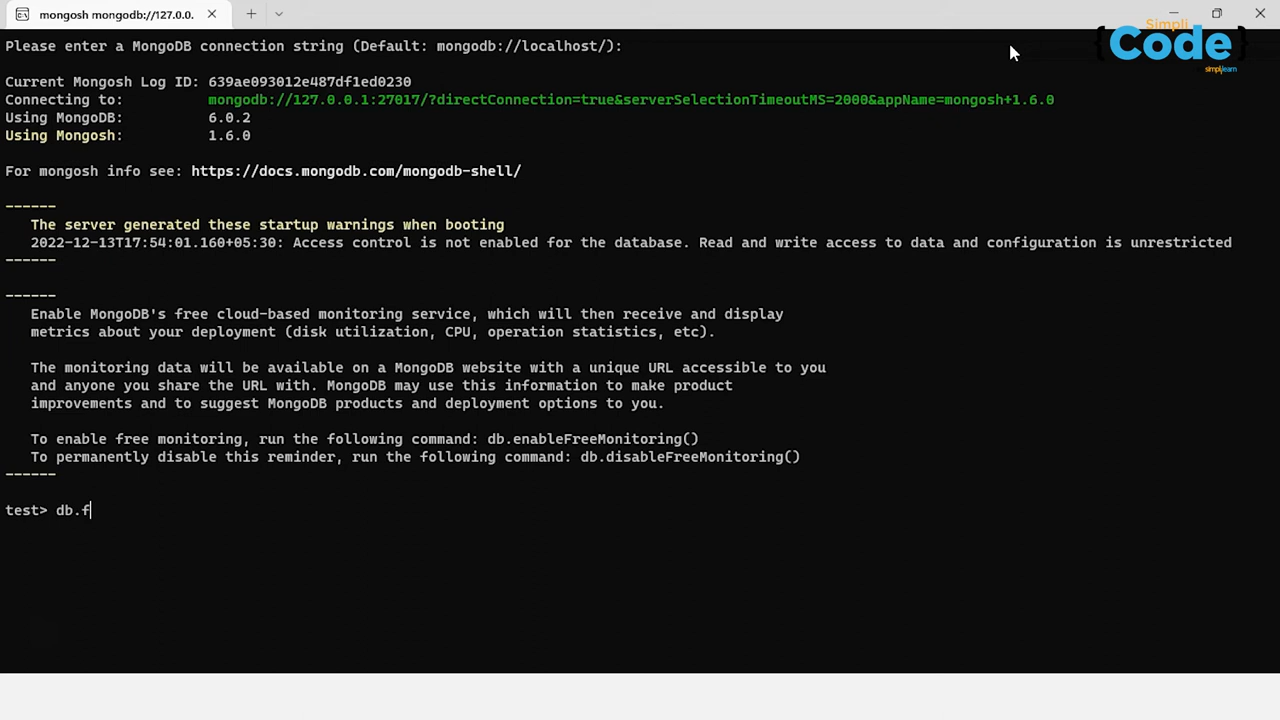 mongosh mongodb://127.0.0.
Simpli
{Code}
simplilearn
Please enter a MongoDB connection string (Default: mongodb://localhost/):
Current Mongosh Log ID: 639ae093012e487df1ed0230
Connecting to: mongodb://127.0.0.1:27017/?directConnection=true&serverSelectionTimeoutMS=2000&appName=mongosh+1.6.0
Using MongoDB: 6.0.2
Using Mongosh: 1.6.0
For mongosh info see: https://docs.mongodb.com/mongodb-shell/
------
The server generated these startup warnings when booting
2022-12-13T17:54:01.160+05:30: Access control is not enabled for the database. Read and write access to data and configuration is unrestricted
------
------
Enable MongoDB's free cloud-based monitoring service, which will then receive and display
metrics about your deployment (disk utilization, CPU, operation statistics, etc).
The monitoring data will be available on a MongoDB website with a unique URL accessible to you
and anyone you share the URL with. MongoDB may use this information to make product
improvements and to suggest MongoDB products and deployment options to you.
To enable free monitoring, run the following command: db.enableFreeMonitoring()
To permanently disable this reminder, run the following command: db.disableFreeMonitoring()
------
test> db.f